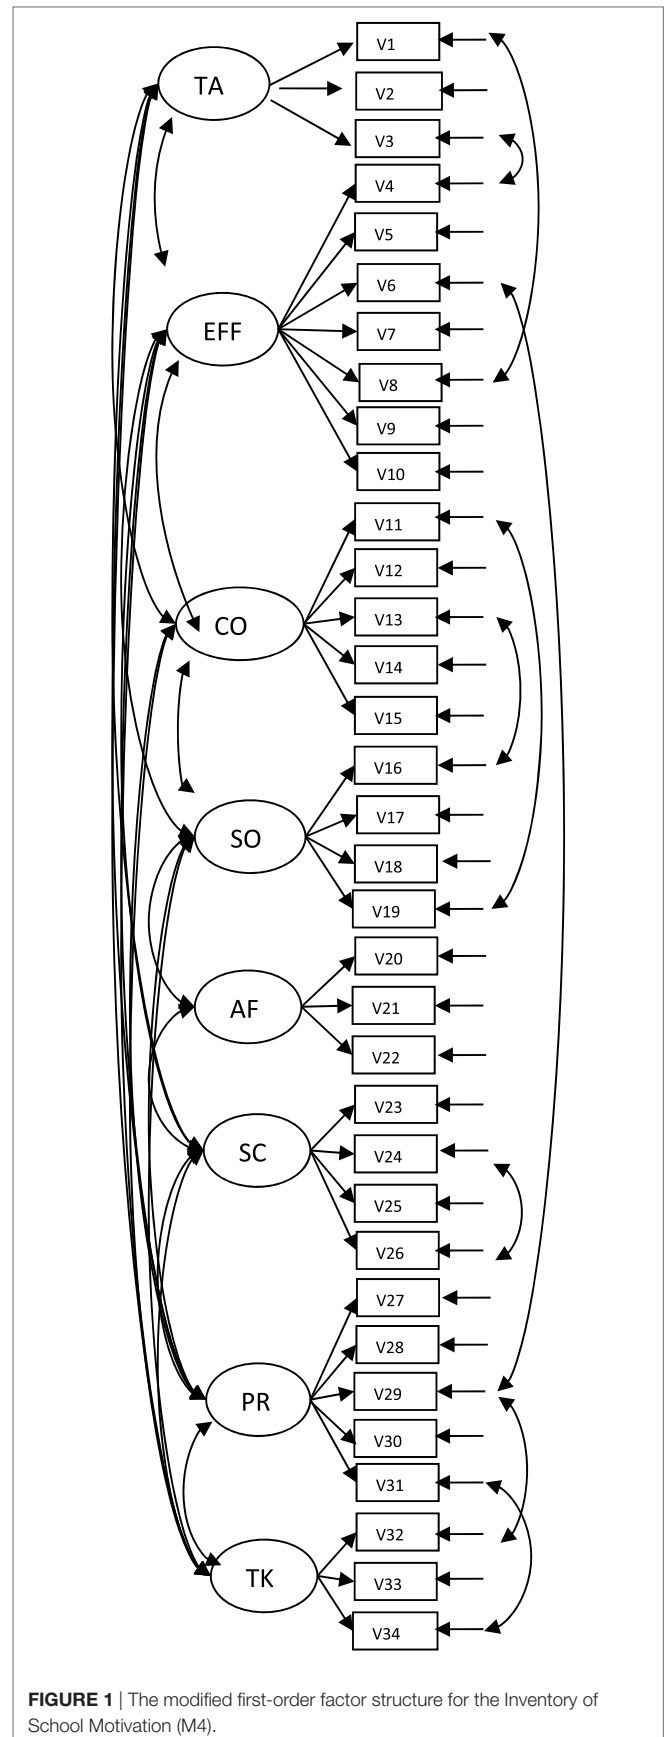 TA
V1
V2
V3
V4
EFF
V5
V6
V7
V8
V9
V10
CO
V11
V12
V13
V14
V15
SO
V16
V17
V18
V19
AF
V20
V21
V22
SC
V23
V24
V25
V26
PR
V27
V28
V29
V30
V31
TK
V32
V33
V34
FIGURE 1 | The modified first-order factor structure for the Inventory of
School Motivation (M4).